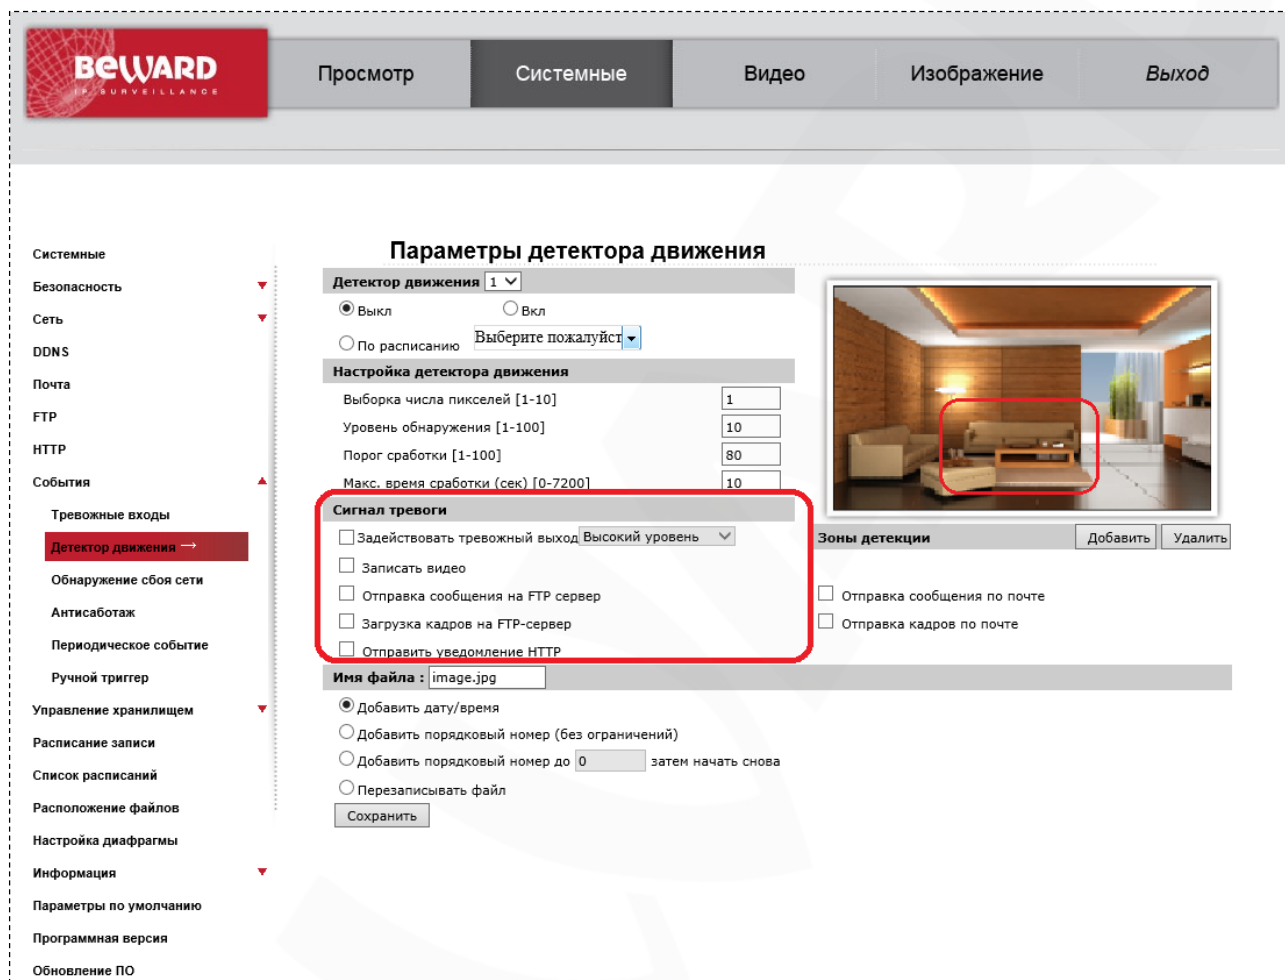 BEWARD
IP SURVEILLANCE
Просмотр Системные Видео Изображение Выход
Системные
Безопасность
Сеть
DDNS
Почта
FTP
HTTP
События
Тревожные входы
Детектор движения →
Обнаружение сбоя сети
Антисаботаж
Периодическое событие
Ручной триггер
Управление хранилищем
Расписание записи
Список расписаний
Расположение файлов
Настройка диафрагмы
Информация
Параметры по умолчанию
Программная версия
Обновление ПО
Параметры детектора движения
Детектор движения 1
Выкл Вкл
По расписанию Выберите пожалуйст
Настройка детектора движения
Выборка числа пикселей [1-10] 1
Уровень обнаружения [1-100] 10
Порог сработки [1-100] 80
Макс. время сработки (сек) [0-7200] 10
Сигнал тревоги
Задействовать тревожный выход Высокий уровень
Зоны детекции Добавить Удалить
Записать видео
Отправка сообщения на FTP сервер Отправка сообщения по почте
Загрузка кадров на FTP-сервер Отправка кадров по почте
Отправить уведомление HTTP
Имя файла : image.jpg
Добавить дату/время
Добавить порядковый номер (без ограничений)
Добавить порядковый номер до 0 затем начать снова
Перезаписывать файл
Сохранить